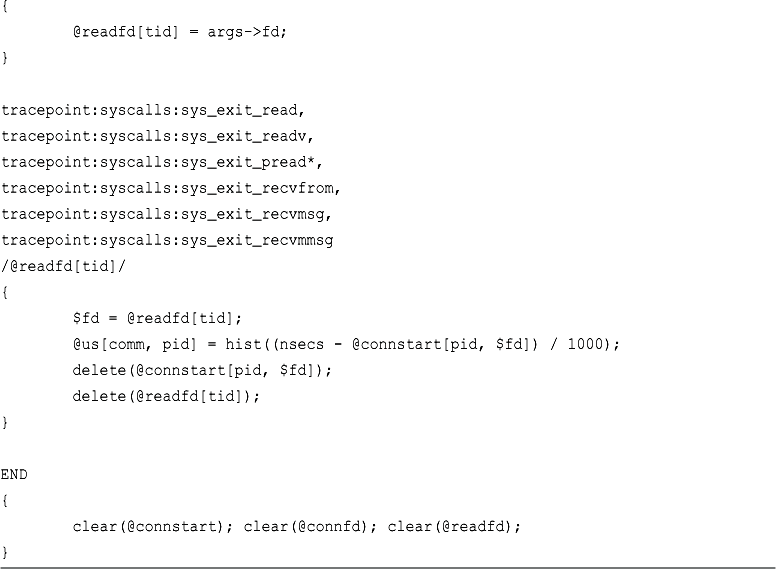 {
        @readfd[tid] = args->fd;
}

tracepoint:syscalls:sys_exit_read,
tracepoint:syscalls:sys_exit_readv,
tracepoint:syscalls:sys_exit_pread*,
tracepoint:syscalls:sys_exit_recvfrom,
tracepoint:syscalls:sys_exit_recvmsg,
tracepoint:syscalls:sys_exit_recvmmsg
/@readfd[tid]/
{
        $fd = @readfd[tid];
        @us[comm, pid] = hist((nsecs - @connstart[pid, $fd]) / 1000);
        delete(@connstart[pid, $fd]);
        delete(@readfd[tid]);
}

END
{
        clear(@connstart); clear(@connfd); clear(@readfd);
}